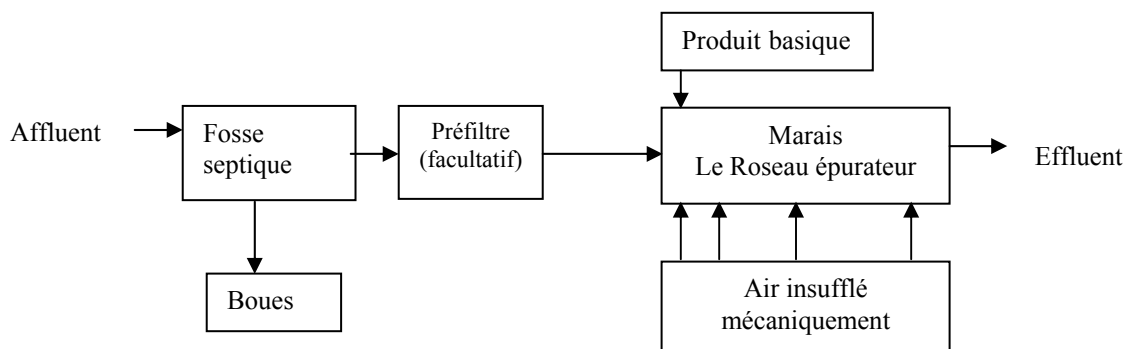 Produit basique
Affluent
Fosse
septique
Préfiltre
(facultatif)
Marais
Le Roseau épurateur
Effluent
Boues
Air insufflé
mécaniquement